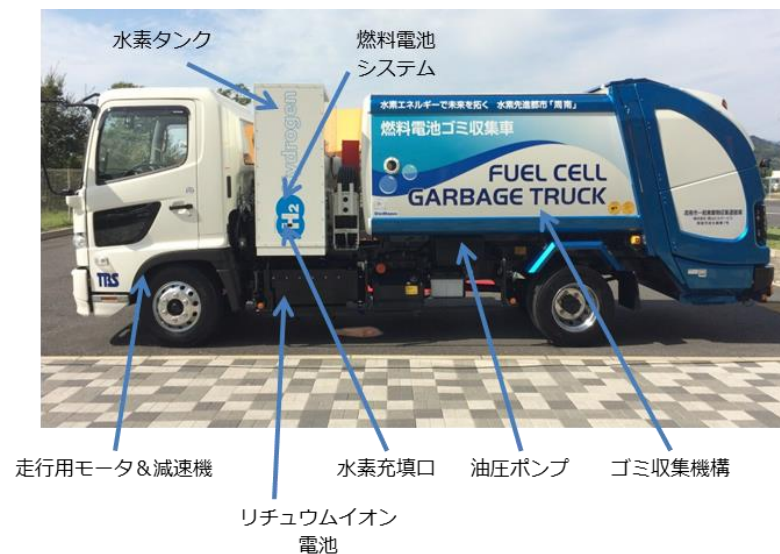 水素タンク
燃料電池
システム
水素エネルギーで未来を拓く 水素先進都市「周南」
燃料電池ゴミ収集車
hydrogen
FUEL CELL
GARBAGE TRUCK
H2
TBS
走行用モータ&減速機
水素充填口
油圧ポンプ
ゴミ収集機構
リチュウムイオン
電池